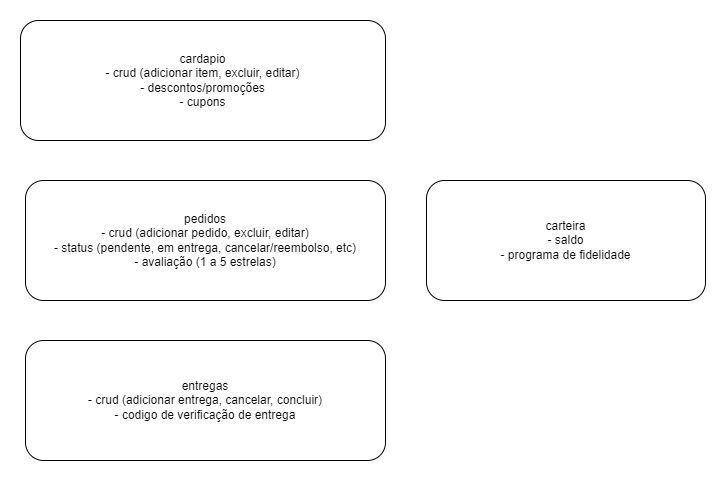 cardapio
- crud (adicionar item, excluir, editar)
- descontos/promoções
- cupons
pedidos
- crud (adicionar pedido, excluir, editar)
- status (pendente, em entrega, cancelar/reembolso, etc)
- avaliação (1 a 5 estrelas)
carteira
- saldo
- programa de fidelidade
entregas
- crud (adicionar entrega, cancelar, concluir)
- codigo de verificação de entrega